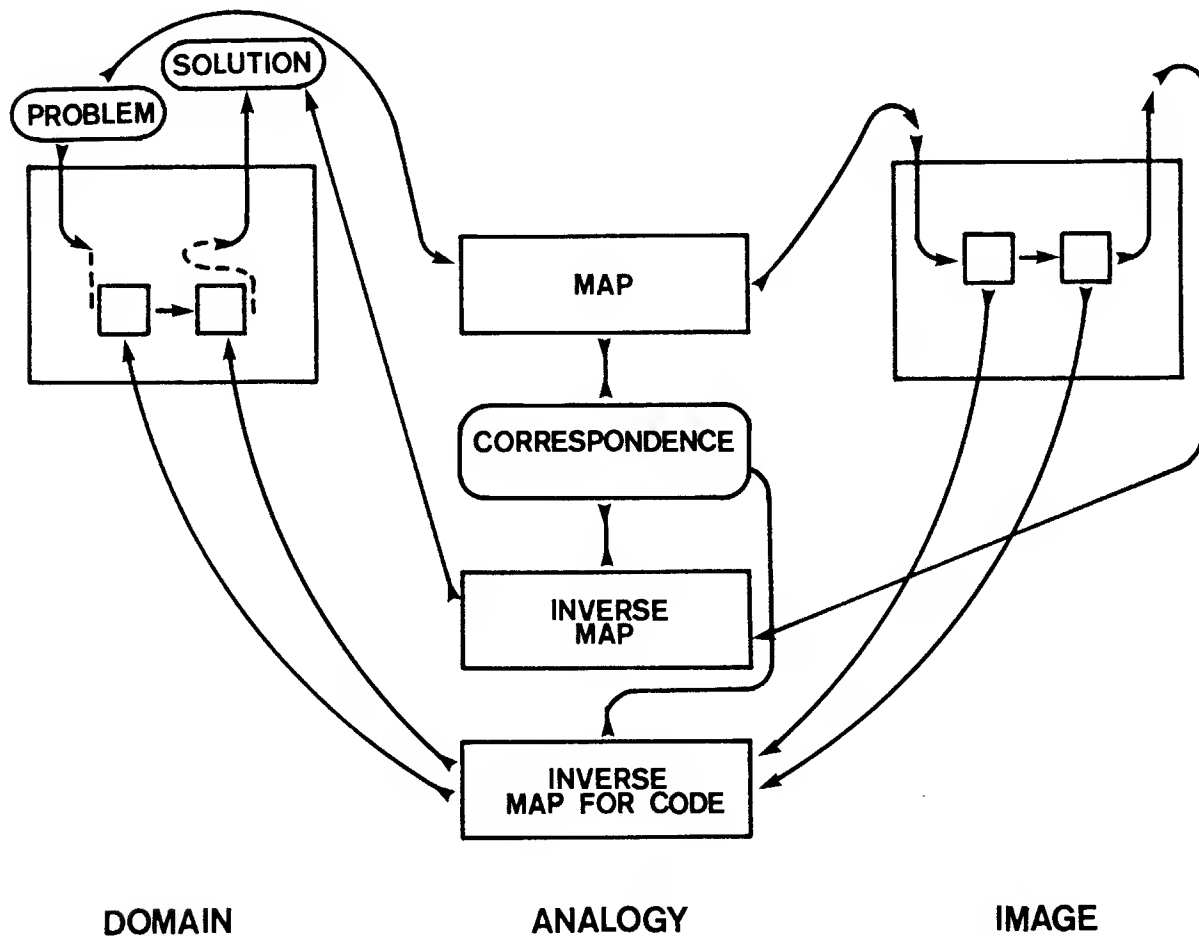 SOLUTION
PROBLEM
MAP
CORRESPONDENCE
INVERSE
MAP
INVERSE
MAP FOR CODE
DOMAIN
ANALOGY
IMAGE